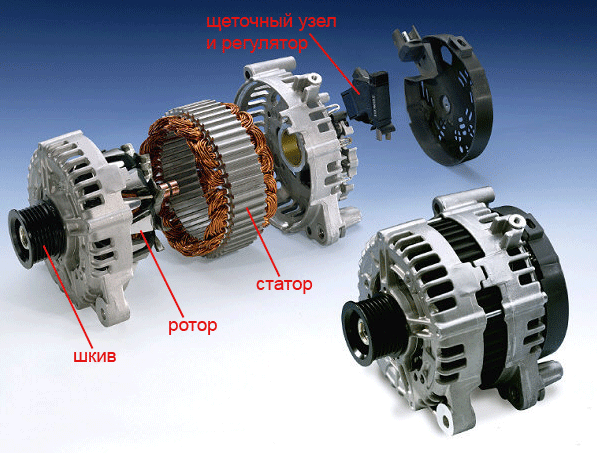 щеточный узел
и регулятор
статор
ротор
шкив